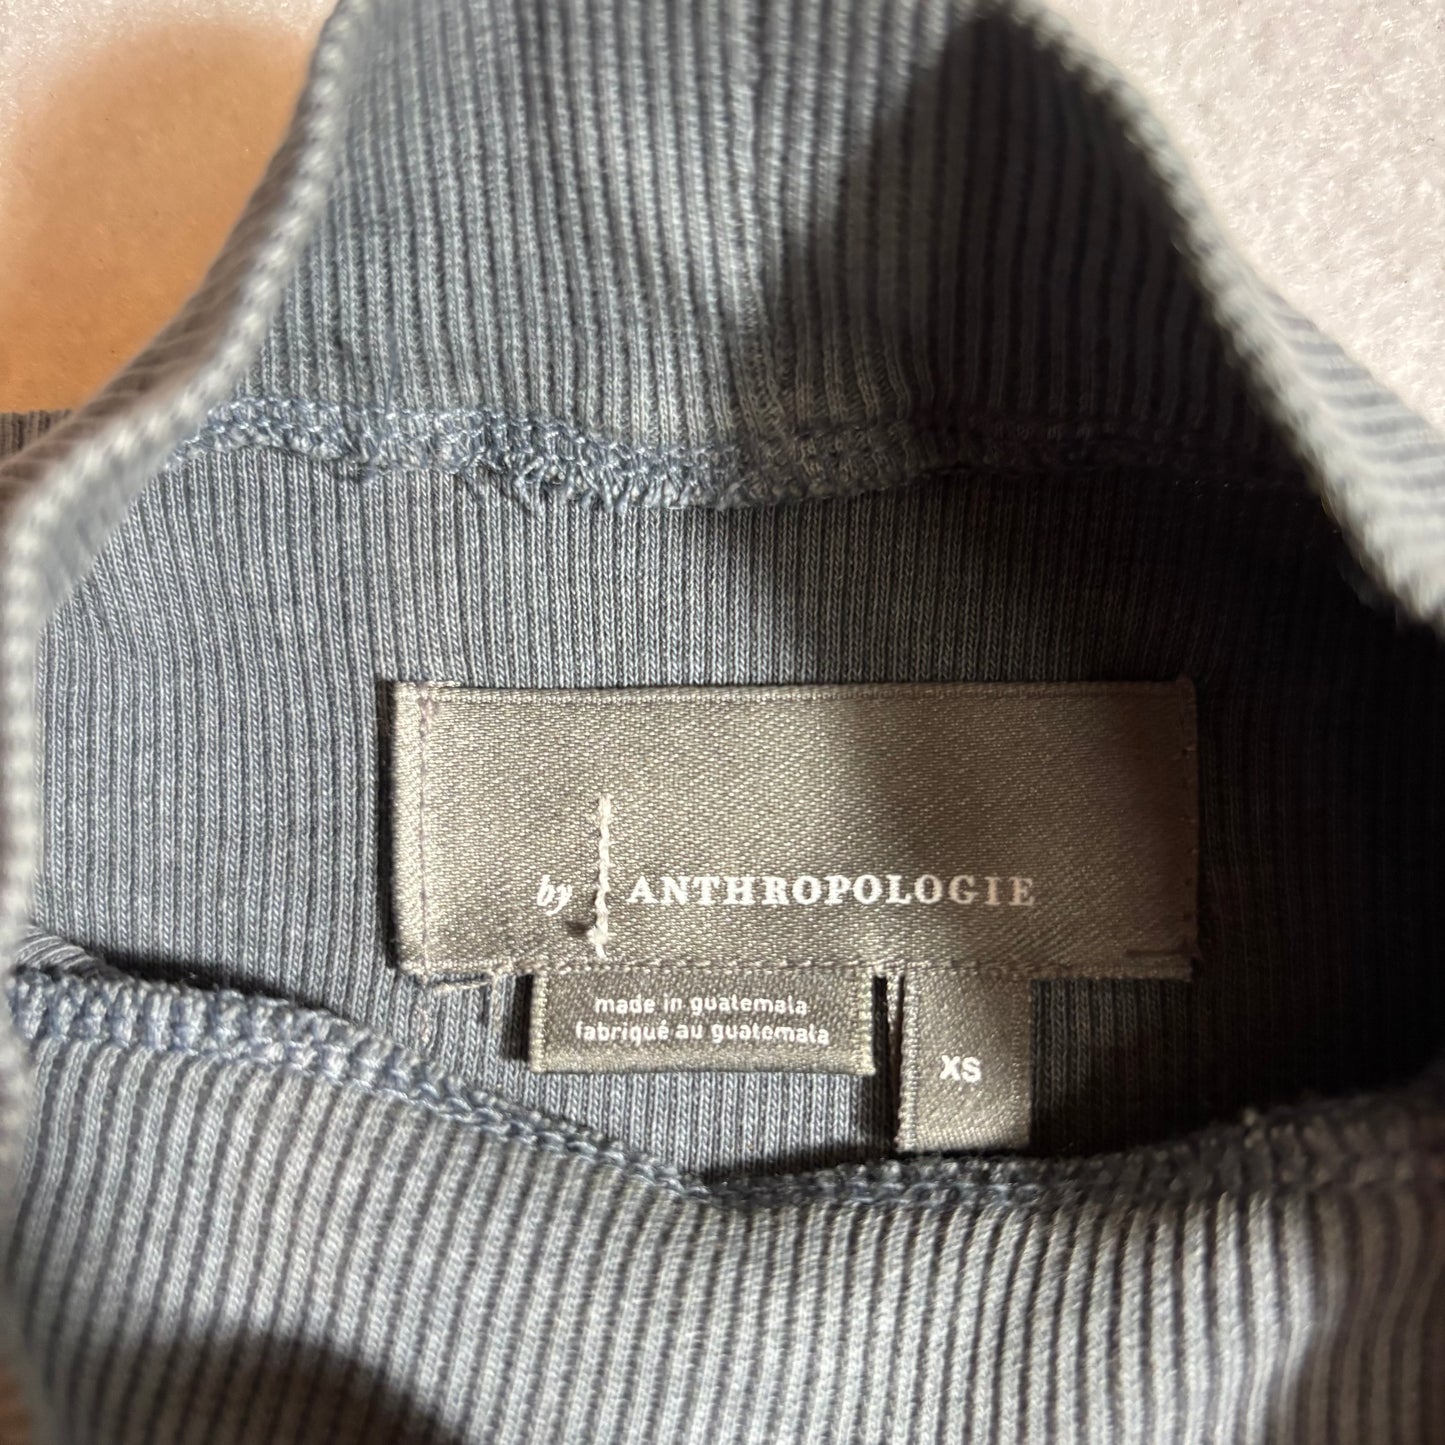 by ANTHROPOLOGIE
made in guatemala
fabriqué au guatemala
XS